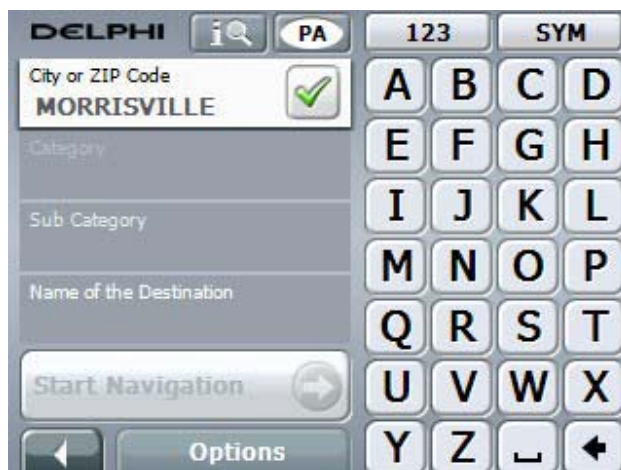 DELPHI i PA 123 SYM
City or ZIP Code
MORRISVILLE
Category
Sub Category
Name of the Destination
Start Navigation
Options
A B C D
E F G H
I J K L
M N O P
Q R S T
U V W X
Y Z